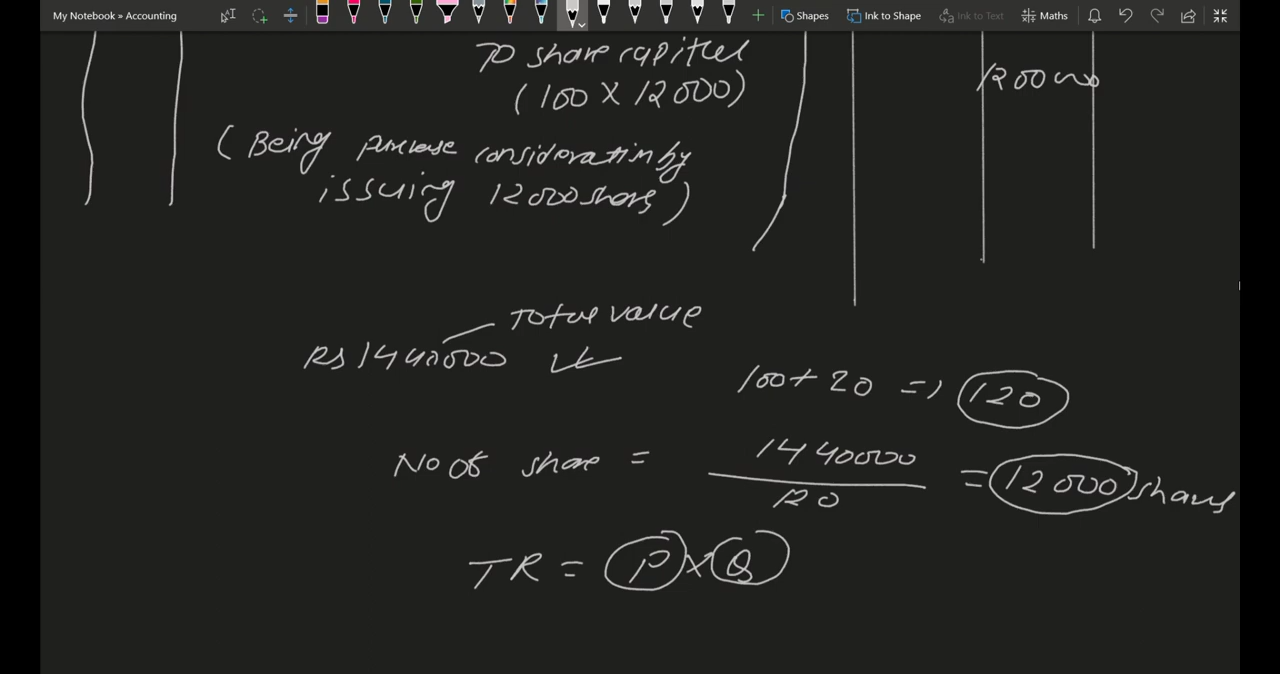 My Notebook » Accounting
Shapes Ink to Shape Ink to Text Maths
To share capital
(100 X 12000)
1200000
(Being purchase consideration by
issuing 12000 shares)
Total value
Rs 1440000
100+ 20 => 120
No of share = 1440000
120
= 12000 shares
TR = P x Q